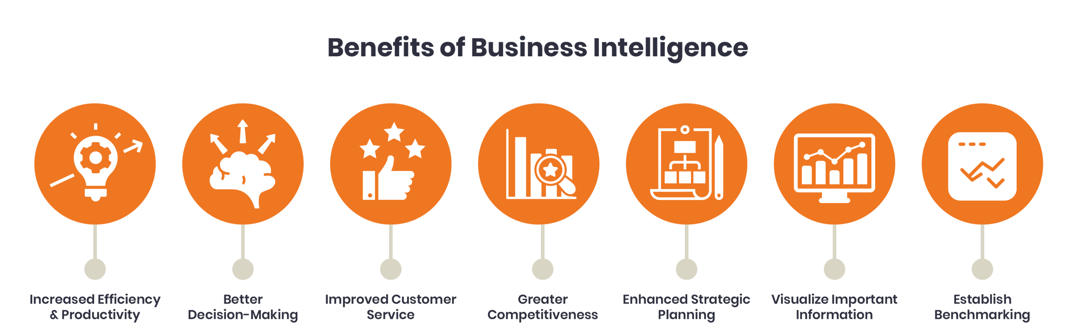 Benefits of Business Intelligence
Increased Efficiency
& Productivity
Better
Decision-Making
Improved Customer
Service
Greater
Competitiveness
Enhanced Strategic
Planning
Visualize Important
Information
Establish
Benchmarking